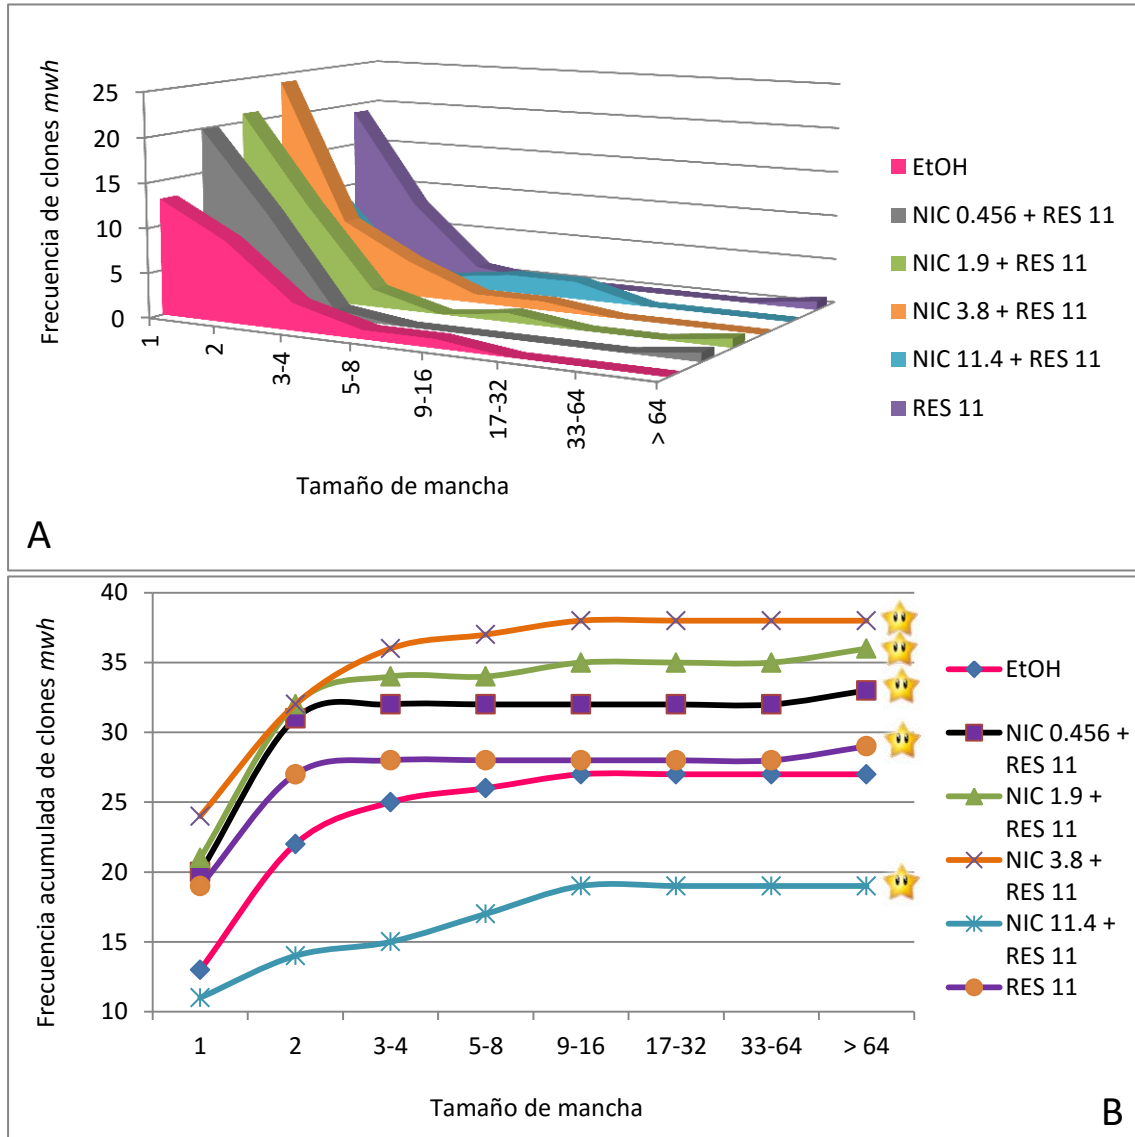 25
20
15
10
5
0
Frecuencia de clones mwh
1
2
3-4
5-8
9-16
17-32
33-64
> 64
Tamaño de mancha
EtOH
NIC 0.456 + RES 11
NIC 1.9 + RES 11
NIC 3.8 + RES 11
NIC 11.4 + RES 11
RES 11
A
40
35
30
25
20
15
10
Frecuencia acumulada de clones mwh
1
2
3-4
5-8
9-16
17-32
33-64
> 64
Tamaño de mancha
EtOH
NIC 0.456 +
RES 11
NIC 1.9 +
RES 11
NIC 3.8 +
RES 11
NIC 11.4 +
RES 11
RES 11
B